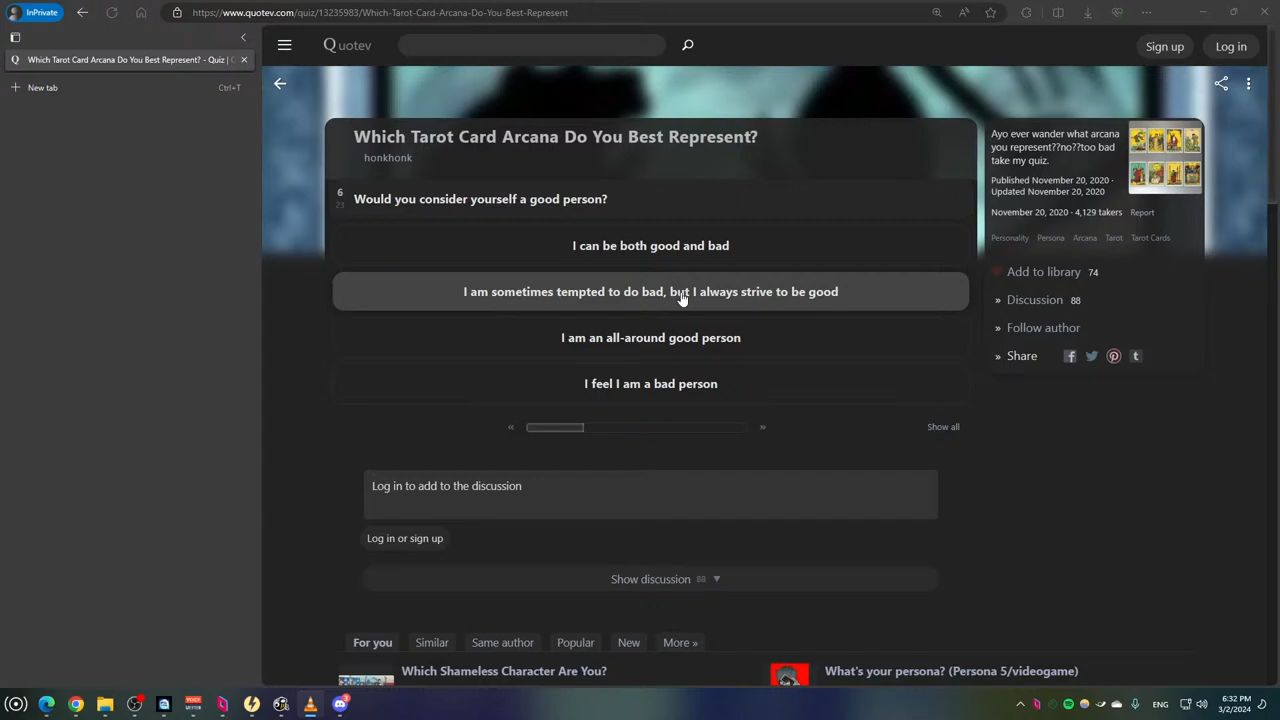 InPrivate
https://www.quotev.com/quiz/13235983/Which-Tarot-Card-Arcana-Do-You-Best-Represent
Which Tarot Card Arcana Do You Best Represent? - Quiz |
New tab
Ctrl+T
Quotev
Sign up
Log in
Which Tarot Card Arcana Do You Best Represent?
honkhonk
6
23
Would you consider yourself a good person?
I can be both good and bad
I am sometimes tempted to do bad, but I always strive to be good
I am an all-around good person
I feel I am a bad person
« »
Show all
Ayo ever wander what arcana
you represent??no??too bad
take my quiz.
Published November 20, 2020 ·
Updated November 20, 2020
November 20, 2020 · 4,129 takers Report
Personality Persona Arcana Tarot Tarot Cards
Add to library 74
» Discussion 88
» Follow author
» Share
Log in to add to the discussion
Log in or sign up
Show discussion 88 ▼
For you Similar Same author Popular New More »
Which Shameless Character Are You?
What's your persona? (Persona 5/videogame)
ENG
6:32 PM
3/2/2024